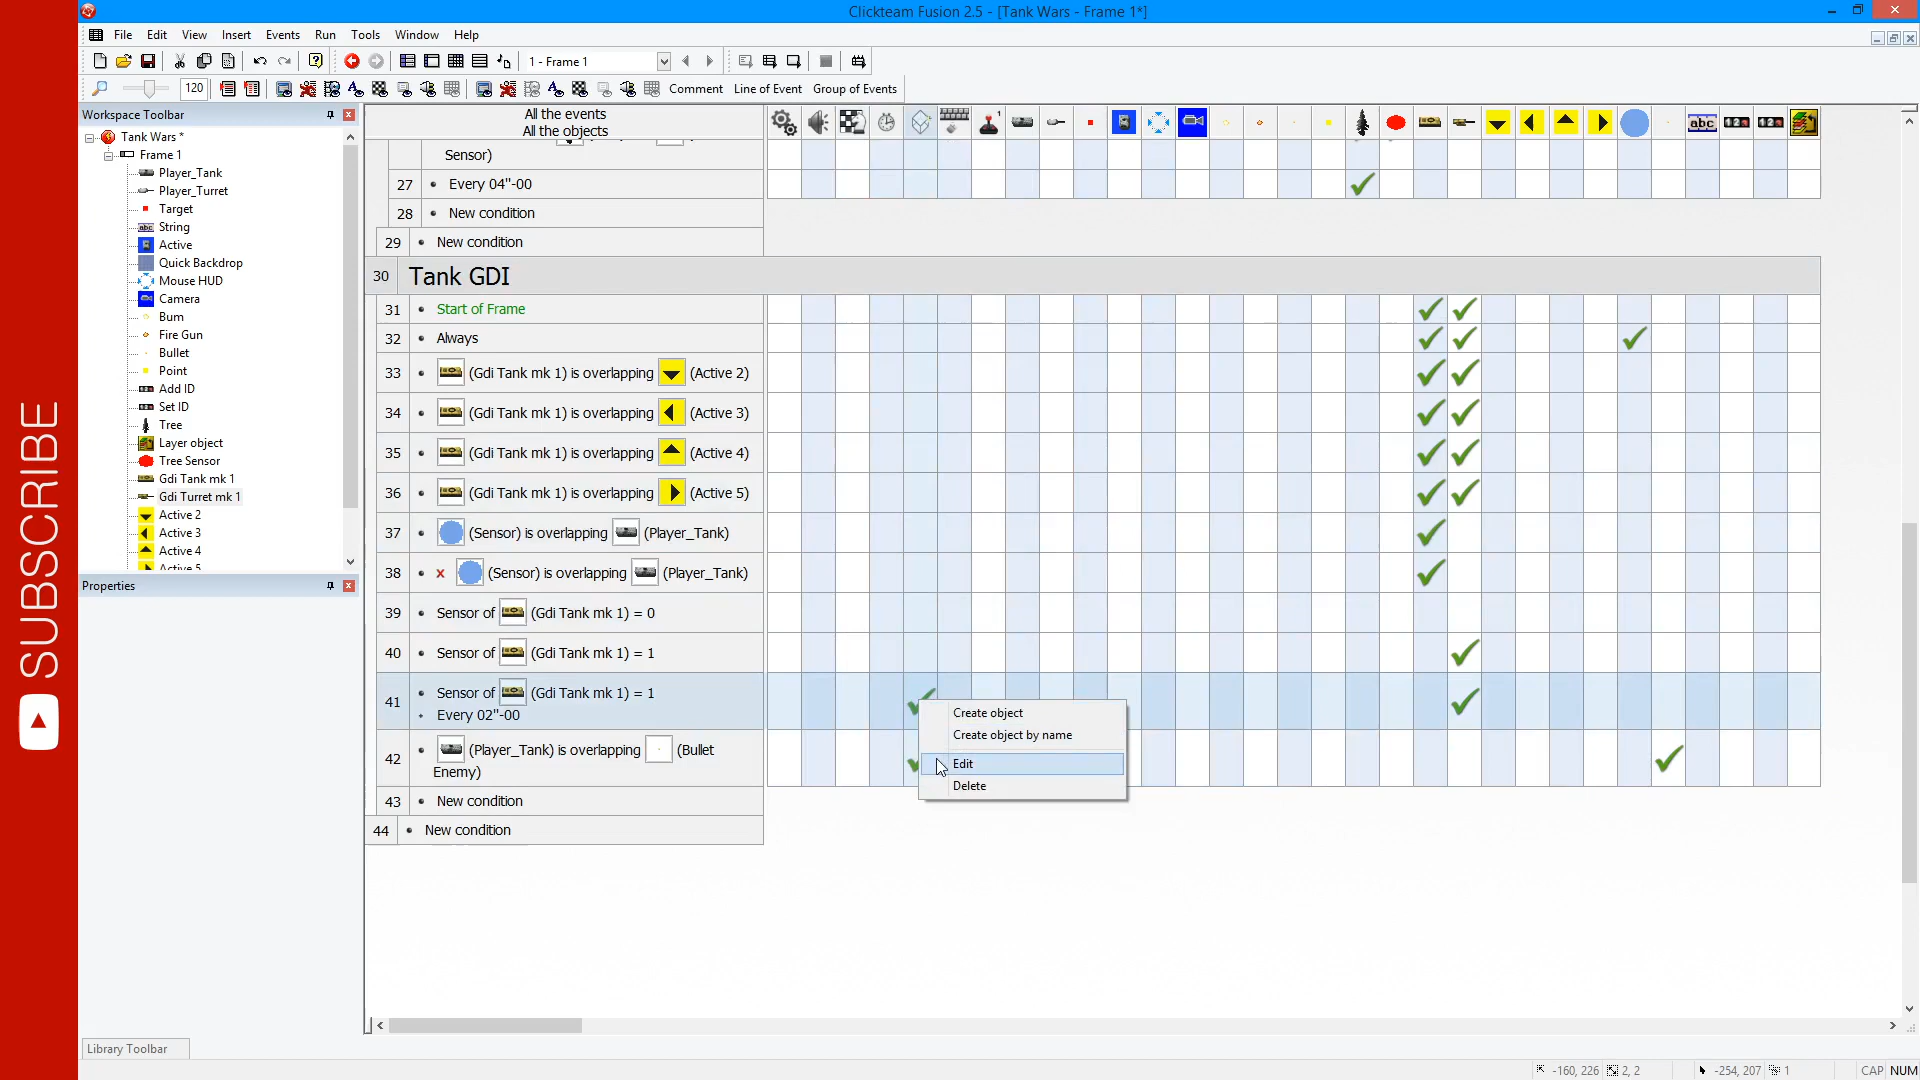 SUBSCRIBE
Clickteam Fusion 2.5 - [Tank Wars - Frame 1*]
File Edit View Insert Events Run Tools Window Help
1 - Frame 1
120 Comment Line of Event Group of Events
Workspace Toolbar
Tank Wars *
Frame 1
Player_Tank
Player_Turret
Target
String
Active
Quick Backdrop
Mouse HUD
Camera
Bum
Fire Gun
Bullet
Point
Add ID
Set ID
Tree
Layer object
Tree Sensor
Gdi Tank mk 1
Gdi Turret mk 1
Active 2
Active 3
Active 4
Active 5
Properties
Library Toolbar
All the events
All the objects
Sensor)
27 • Every 04"-00
28 • New condition
29 • New condition
30 Tank GDI
31 • Start of Frame
32 • Always
33 • (Gdi Tank mk 1) is overlapping (Active 2)
34 • (Gdi Tank mk 1) is overlapping (Active 3)
35 • (Gdi Tank mk 1) is overlapping (Active 4)
36 • (Gdi Tank mk 1) is overlapping (Active 5)
37 • (Sensor) is overlapping (Player_Tank)
38 • X (Sensor) is overlapping (Player_Tank)
39 • Sensor of (Gdi Tank mk 1) = 0
40 • Sensor of (Gdi Tank mk 1) = 1
41 • Sensor of (Gdi Tank mk 1) = 1
Every 02"-00
42 • (Player_Tank) is overlapping (Bullet
Enemy)
43 • New condition
44 • New condition
Create object
Create object by name
Edit
Delete
-160, 226 2, 2 -254, 207 1 CAP NUM